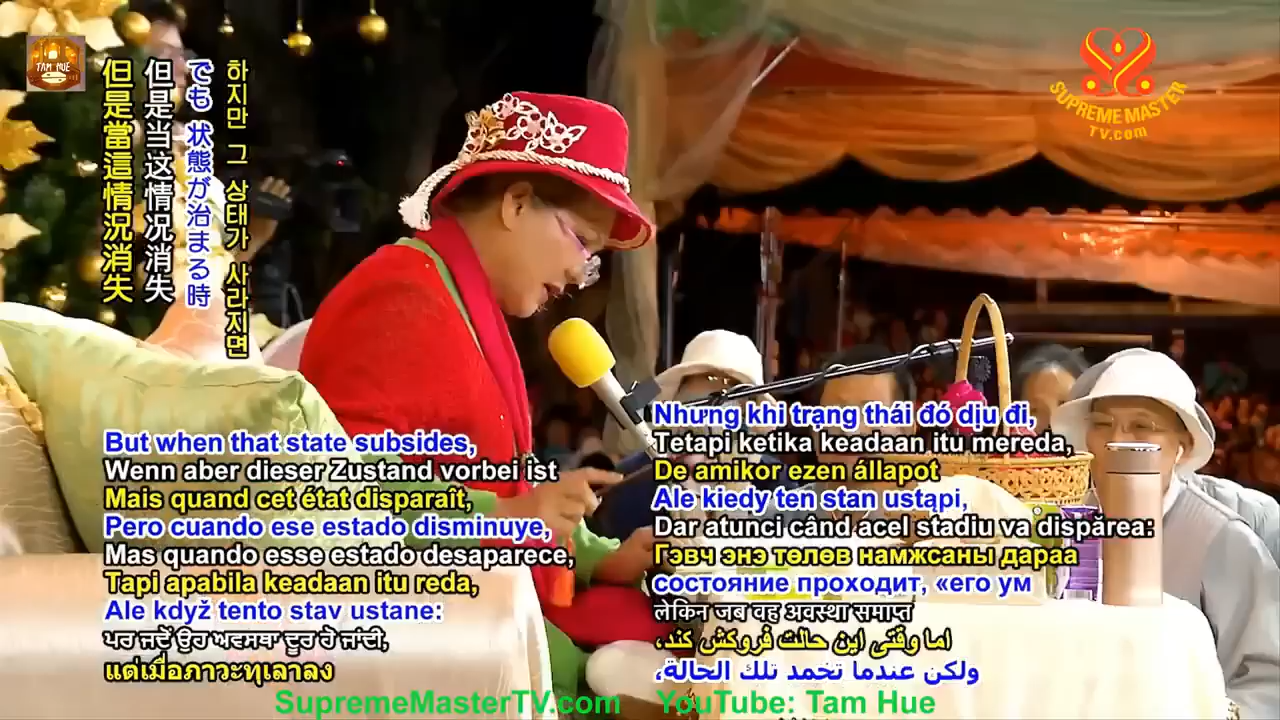 TAM HUE
SUPREME MASTER
TV.com
하지만 그 상태가 사라지면
でも 状態が治まる時
但是当这情况消失
但是當這情況消失
But when that state subsides,
Wenn aber dieser Zustand vorbei ist
Mais quand cet état disparaît,
Pero cuando ese estado disminuye,
Mas quando esse estado desaparece,
Tapi apabila keadaan itu reda,
Ale když tento stav ustane:
ਪਰ ਜਦੋਂ ਉਹ ਅਵਸਥਾ ਦੂਰ ਹੋ ਜਾਂਦੀ,
แต่เมื่อภาวะทุเลาลง
Nhưng khi trạng thái đó dịu đi,
Tetapi ketika keadaan itu mereda,
De amikor ezen állapot
Ale kiedy ten stan ustąpi,
Dar atunci când acel stadiu va dispărea:
Гэвч энэ төлөв намжсаны дараа
состояние проходит, «его ум
लेकिन जब वह अवस्था समाप्त
اما وقتی این حالت فروکش کند،
ولكن عندما تخمد تلك الحالة،
SupremeMasterTV.com YouTube: Tam Hue